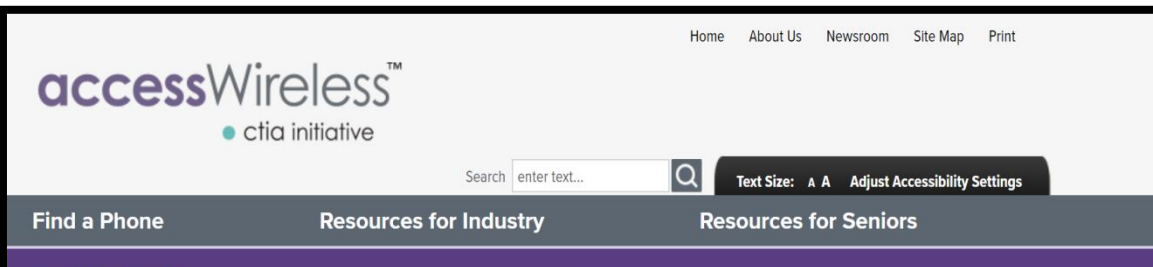 Home About Us Newsroom Site Map Print
accessWireless™
ctia initiative
Search enter text...
Text Size: A A Adjust Accessibility Settings
Find a Phone Resources for Industry Resources for Seniors